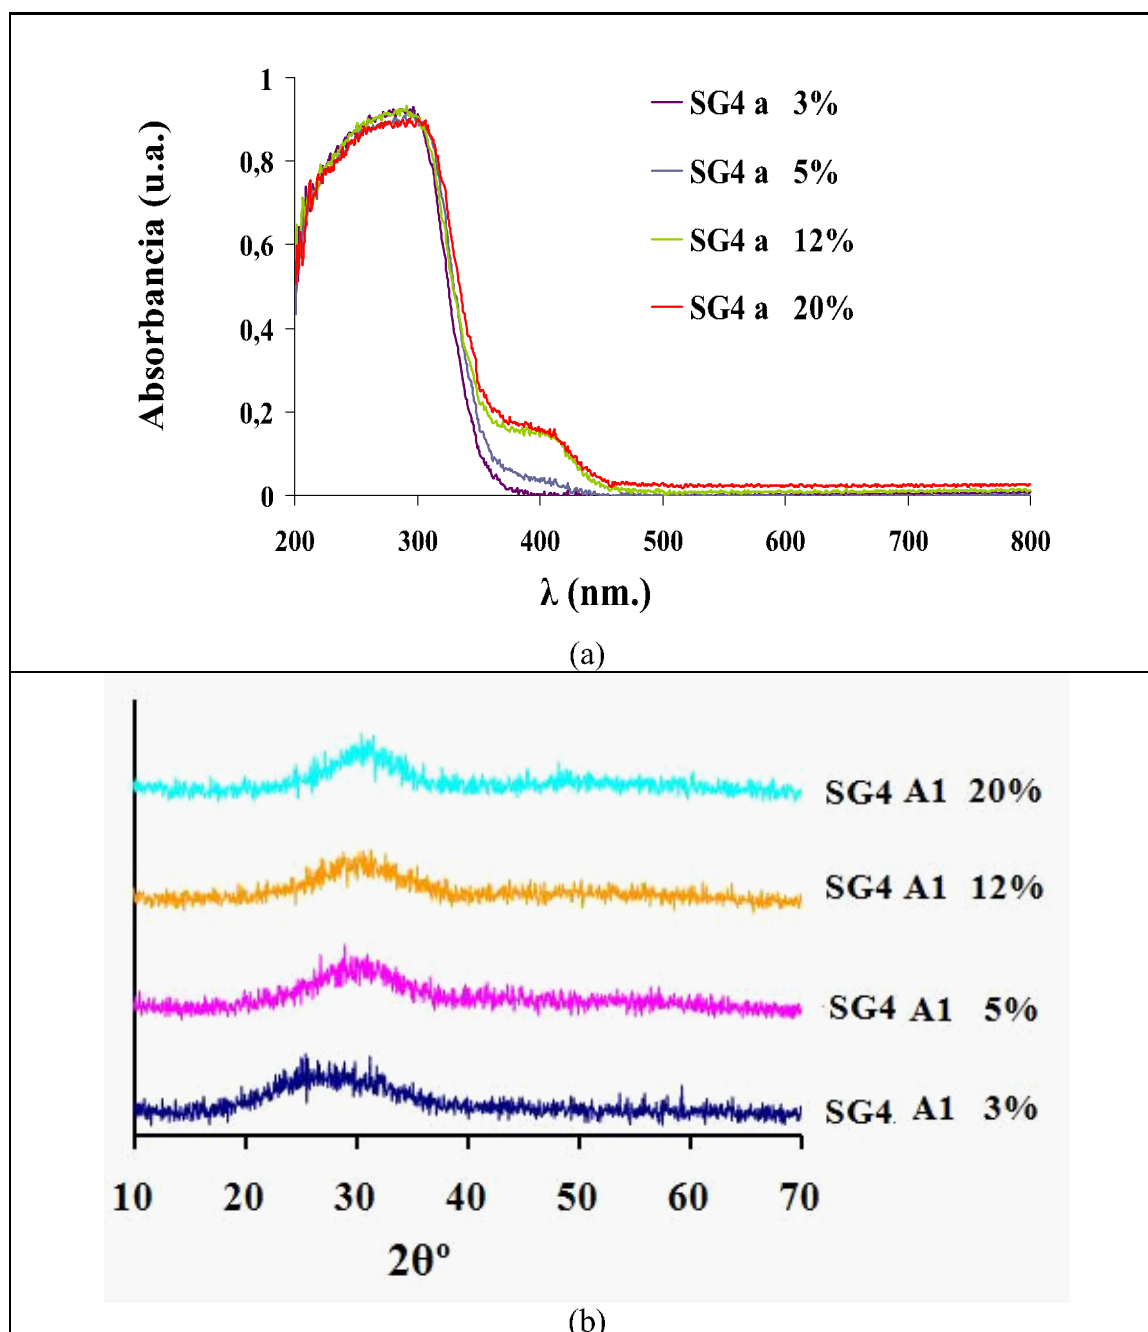 Absorbancia (u.a.)
1
0,8
0,6
0,4
0,2
0
200 300 400 500 600 700 800
λ (nm.)
SG4 a 3%
SG4 a 5%
SG4 a 12%
SG4 a 20%
(a)
SG4 A1 20%
SG4 A1 12%
SG4 A1 5%
SG4. A1 3%
10 20 30 40 50 60 70
2θº
(b)